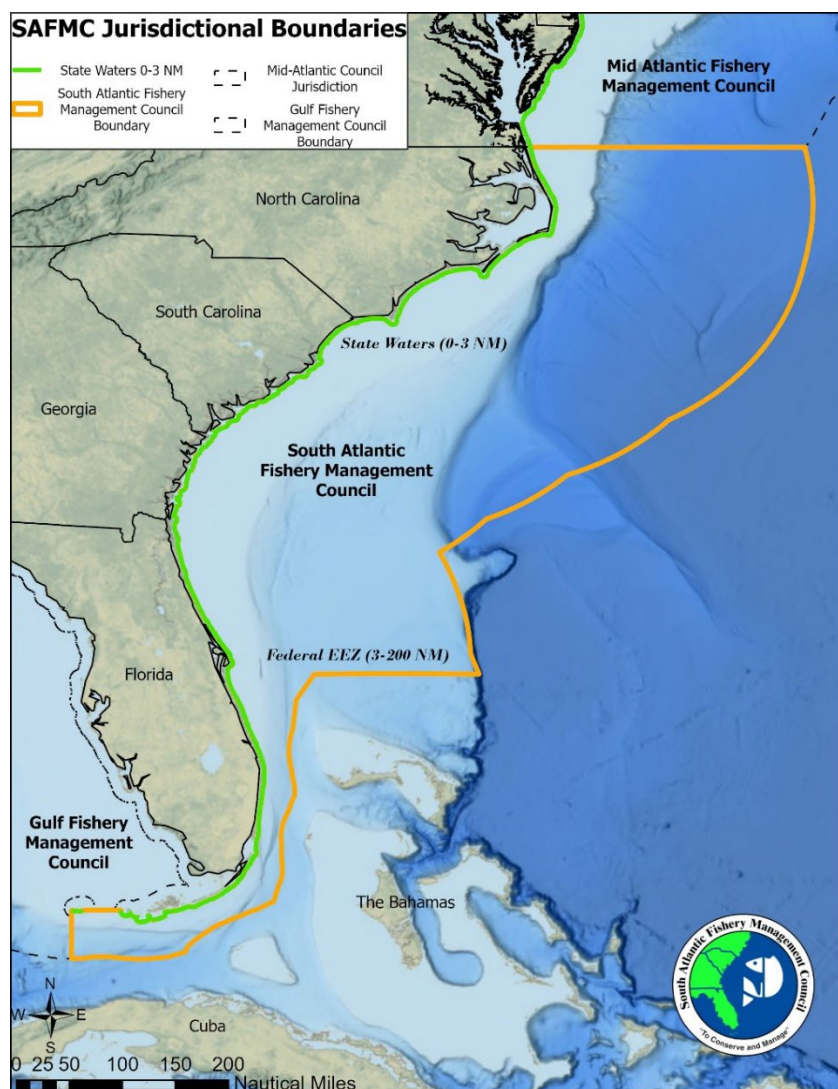 SAFMC Jurisdictional Boundaries
State Waters 0-3 NM
South Atlantic Fishery
Management Council
Boundary
Mid-Atlantic Council
Jurisdiction
Gulf Fishery
Management Council
Boundary
Mid Atlantic Fishery
Management Council
North Carolina
South Carolina
State Waters (0-3 NM)
Georgia
South Atlantic
Fishery Management
Council
Federal EEZ (3-200 NM)
Florida
Gulf Fishery
Management
Council
The Bahamas
South Atlantic Fishery Management Council
"To Conserve and Manage"
N
W
E
S
Cuba
0 25 50 100 150 200
Nautical Miles